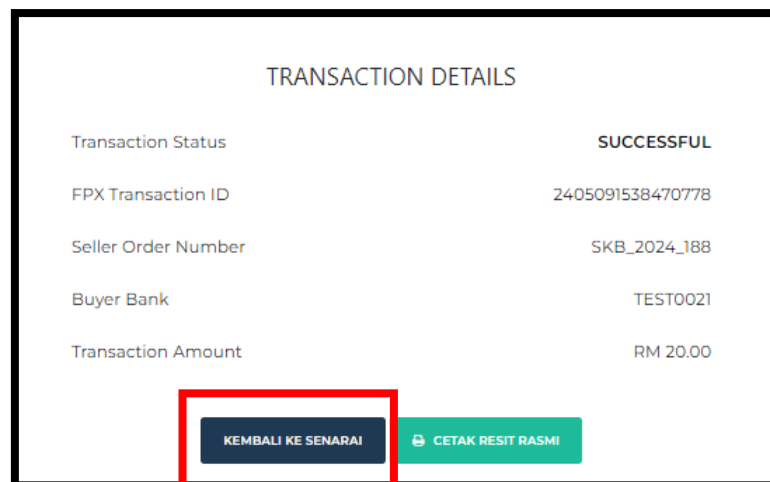 TRANSACTION DETAILS
Transaction Status SUCCESSFUL
FPX Transaction ID 2405091538470778
Seller Order Number SKB_2024_188
Buyer Bank TEST0021
Transaction Amount RM 20.00
KEMBALI KE SENARAI CETAK RESIT RASMI